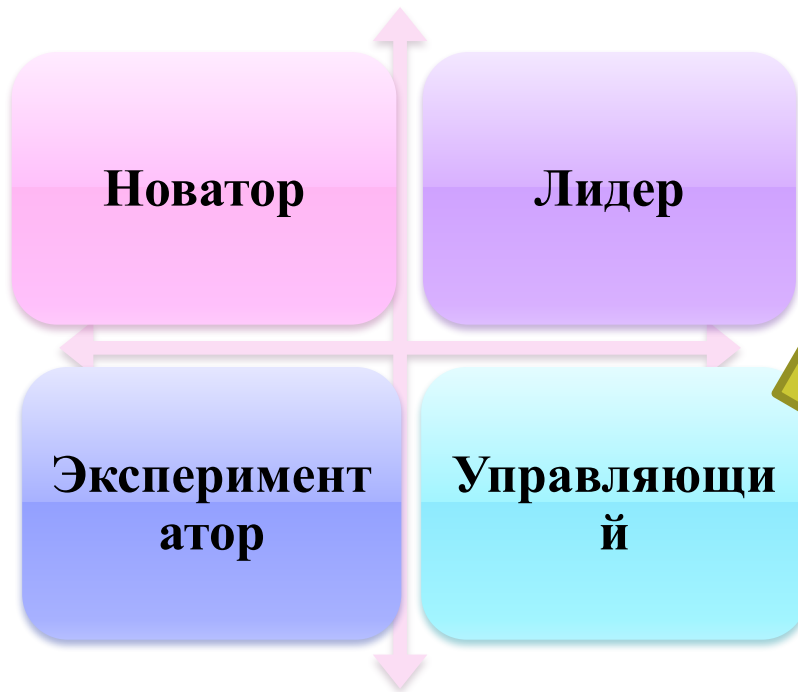 Новатор
Лидер
Эксперимент
атор
Управляющи
й